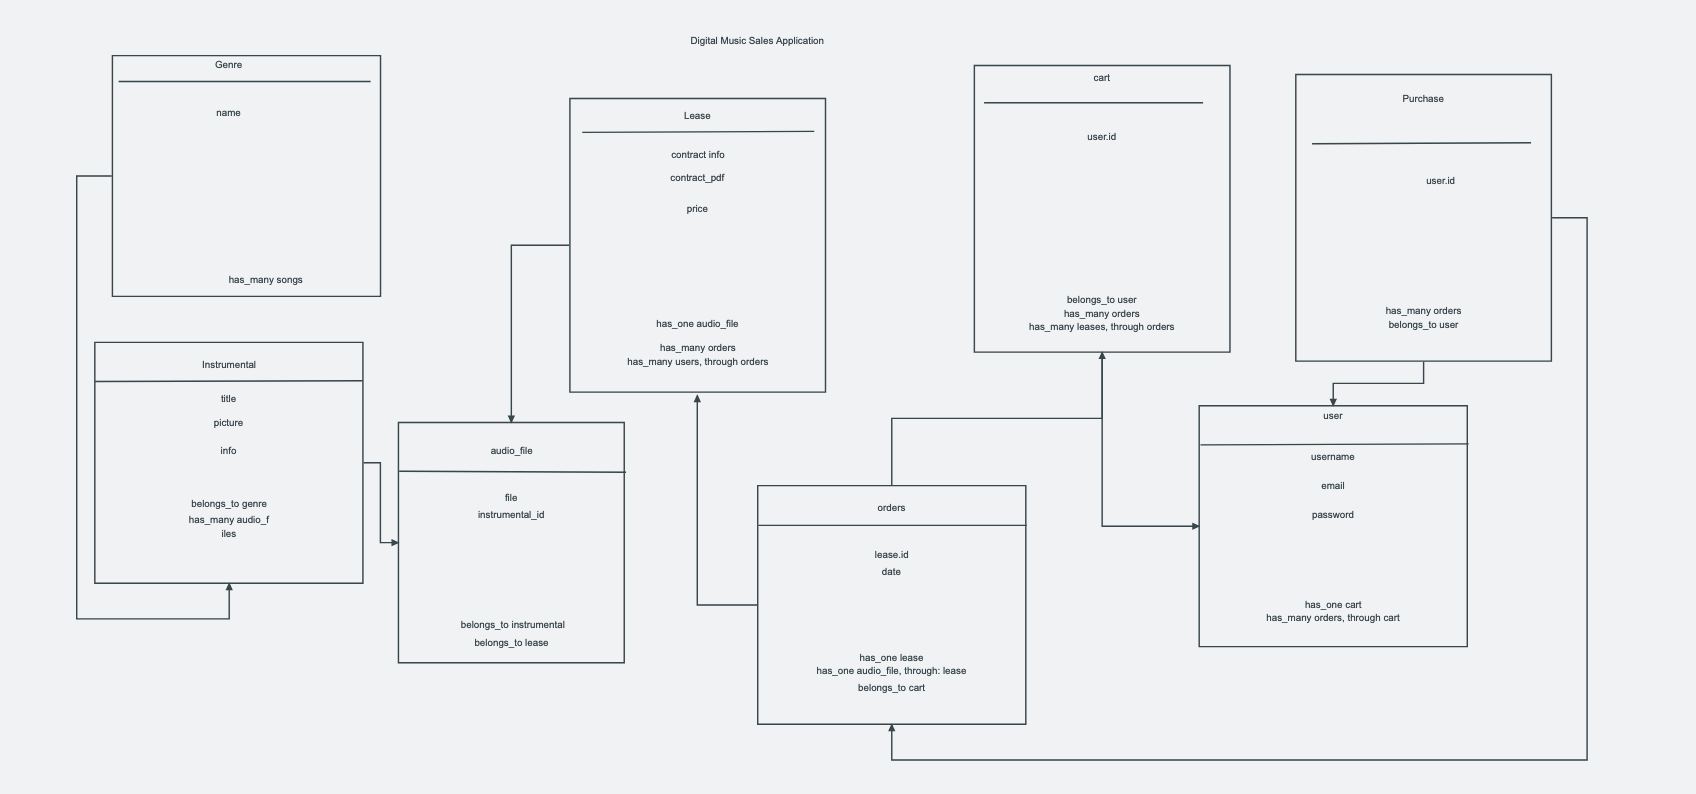 Digital Music Sales Application
Genre
name
has_many songs
Lease
contract info
contract_pdf
price
has_one audio_file
has_many orders
has_many users, through orders
cart
user.id
belongs_to user
has_many orders
has_many leases, through orders
Purchase
user.id
has_many orders
belongs_to user
Instrumental
title
picture
info
belongs_to genre
has_many audio_f
iles
audio_file
file
instrumental_id
belongs_to instrumental
belongs_to lease
orders
lease.id
date
has_one lease
has_one audio_file, through: lease
belongs_to cart
user
username
email
password
has_one cart
has_many orders, through cart